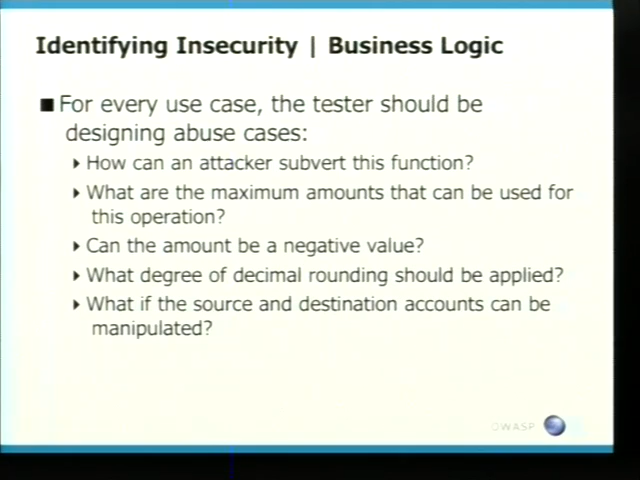 Identifying Insecurity | Business Logic
For every use case, the tester should be
designing abuse cases:
How can an attacker subvert this function?
What are the maximum amounts that can be used for
this operation?
Can the amount be a negative value?
What degree of decimal rounding should be applied?
What if the source and destination accounts can be
manipulated?
OWASP